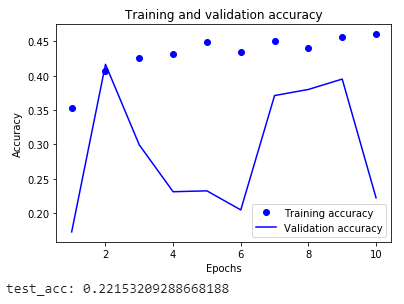 Training and validation accuracy
0.45
0.40
0.35
0.30
0.25
0.20
Accuracy
Training accuracy
Validation accuracy
2 4 6 8 10
Epochs
test_acc: 0.22153209288668188